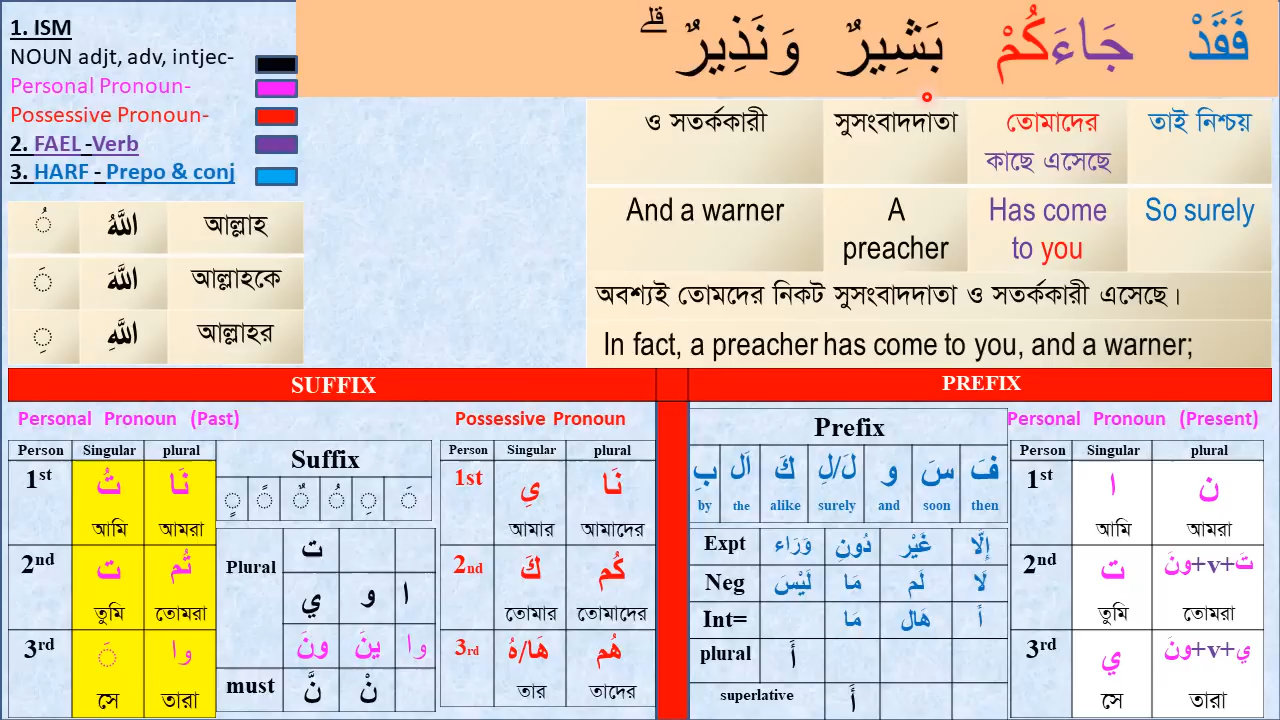 1. ISM
NOUN adjt, adv, intjec-
Personal Pronoun-
Possessive Pronoun-
2. FAEL -Verb
3. HARF - Prepo & conj
فَقَدْ جَاءَكُمْ بَشِيرٌ وَنَذِيرٌ ۗ
তাই নিশ্চয় তোমাদের সুসংবাদদাতা ও সতর্ককারী
কাছে এসেছে
So surely Has come A And a warner
to you preacher
অবশ্যই তোমদের নিকট সুসংবাদদাতা ও সতর্ককারী এসেছে।
In fact, a preacher has come to you, and a warner;
ُ اللَّهُ আল্লাহ
َ اللَّهَ আল্লাহকে
ِ اللَّهِ আল্লাহর
SUFFIX
Personal Pronoun (Past)
Person Singular plural
1st تُ نَا
আমি আমরা
2nd ت تُم
তুমি তোমরা
3rd َ وا
সে তারা
Suffix
ٍ ً ٌ ُ ِ َ
Plural ت
ي و ا
ونَ ينَ وا
must نَّ نْ
Possessive Pronoun
Person Singular plural
1st ي نَا
আমার আমাদের
2nd كَ كُم
তোমার তোমাদের
3rd هَا/هُ هُم
তার তাদের
PREFIX
Prefix
بِ اَل كَ لَ/لِ و سَ فَ
by the alike surely and soon then
Expt وَرَاء دُونِ غَيْر إِلَّا
Neg لَيْسَ مَا لَم لَا
Int= مَا هَال أ
plural أَ
superlative أَ
Personal Pronoun (Present)
Person Singular plural
1st ا ن
আমি আমরা
2nd ت تَ+v+ونَ
তুমি তোমরা
3rd ي ي+v+ونَ
সে তারা